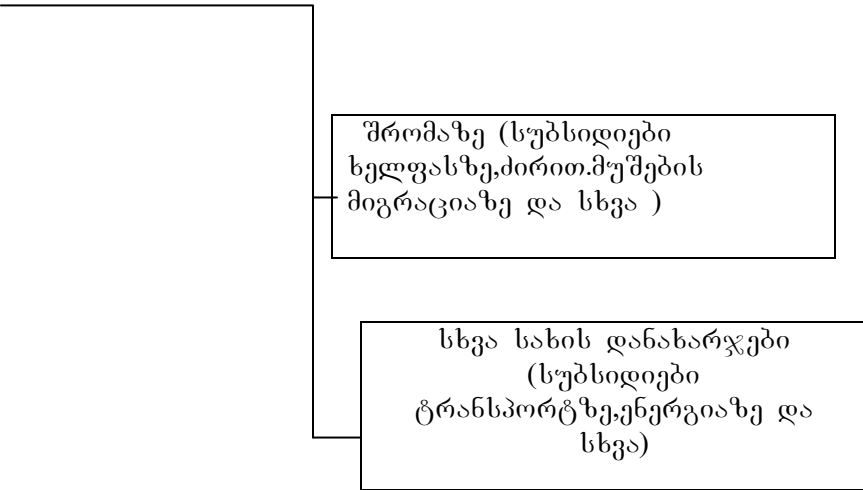 შრომაზე (სუბსიდიები
ხელფასზე,ძირით.მუშების
მიგრაციაზე და სხვა )
სხვა სახის დანახარჯები
(სუბსიდიები
ტრანსპორტზე,ენერგიაზე და
სხვა)